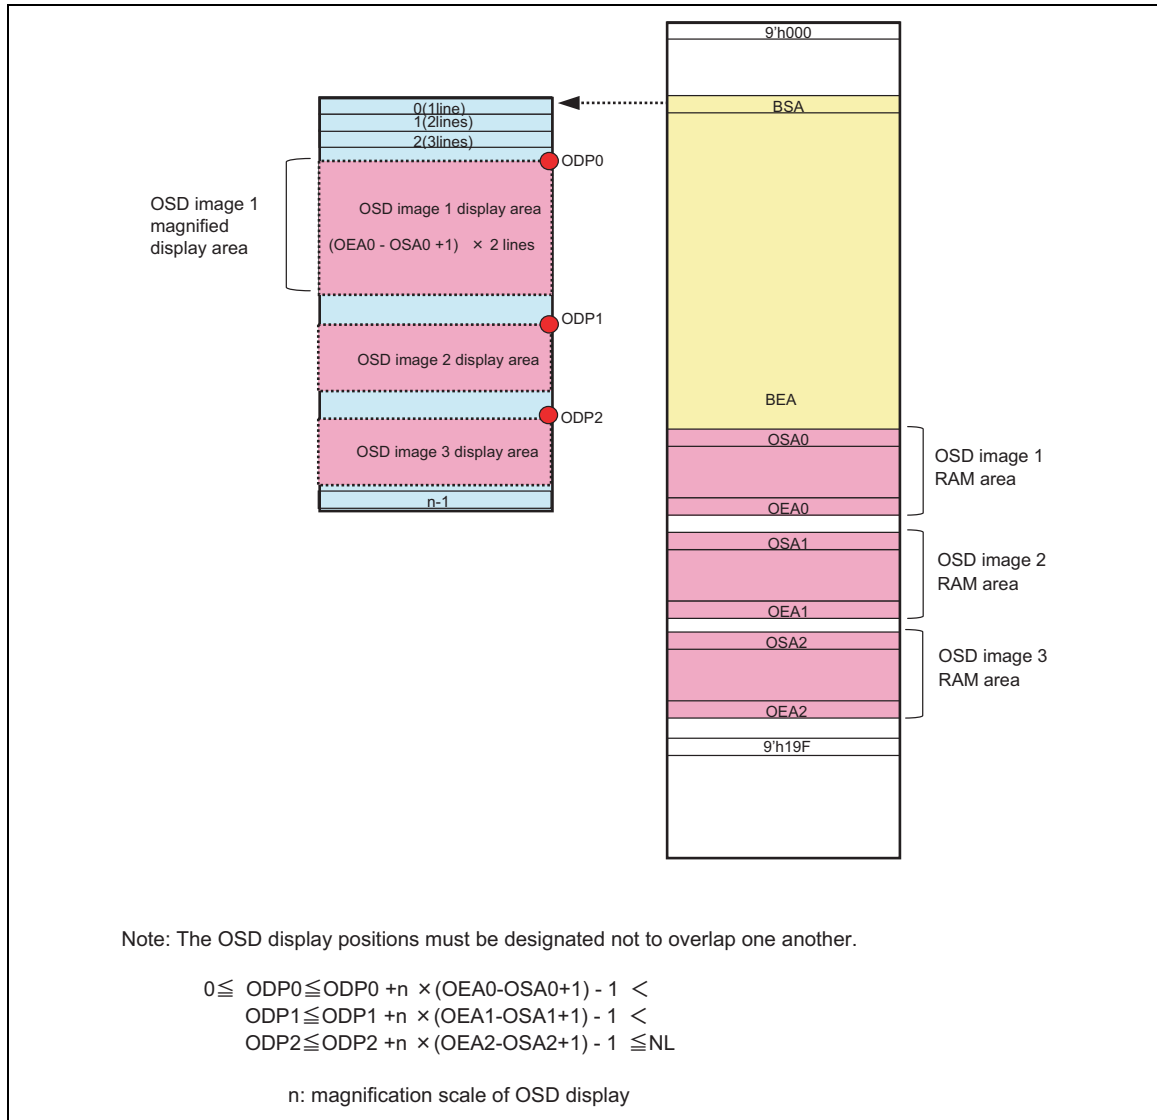 9'h000
0(1line)
1(2lines)
2(3lines)
BSA
ODP0
OSD image 1
magnified
display area
OSD image 1 display area
(OEA0 - OSA0 +1) × 2 lines
ODP1
OSD image 2 display area
ODP2
OSD image 3 display area
n-1
BEA
OSA0
OEA0
OSD image 1
RAM area
OSA1
OEA1
OSD image 2
RAM area
OSA2
OEA2
OSD image 3
RAM area
9'h19F
Note: The OSD display positions must be designated not to overlap one another.
0≦ ODP0≦ODP0 +n ×(OEA0-OSA0+1) - 1 <
ODP1≦ODP1 +n ×(OEA1-OSA1+1) - 1 <
ODP2≦ODP2 +n ×(OEA2-OSA2+1) - 1 ≦NL
n: magnification scale of OSD display